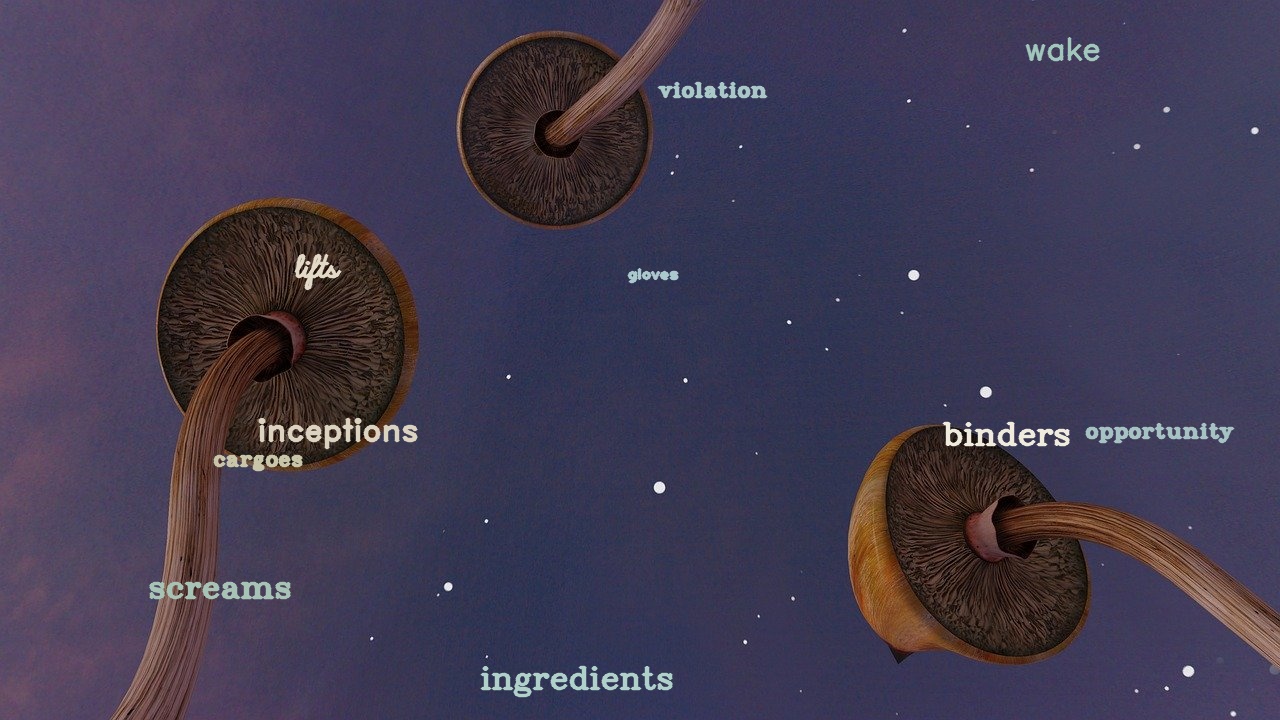 wake
violation
lifts
gloves
inceptions
binders
opportunity
cargoes
screams
ingredients